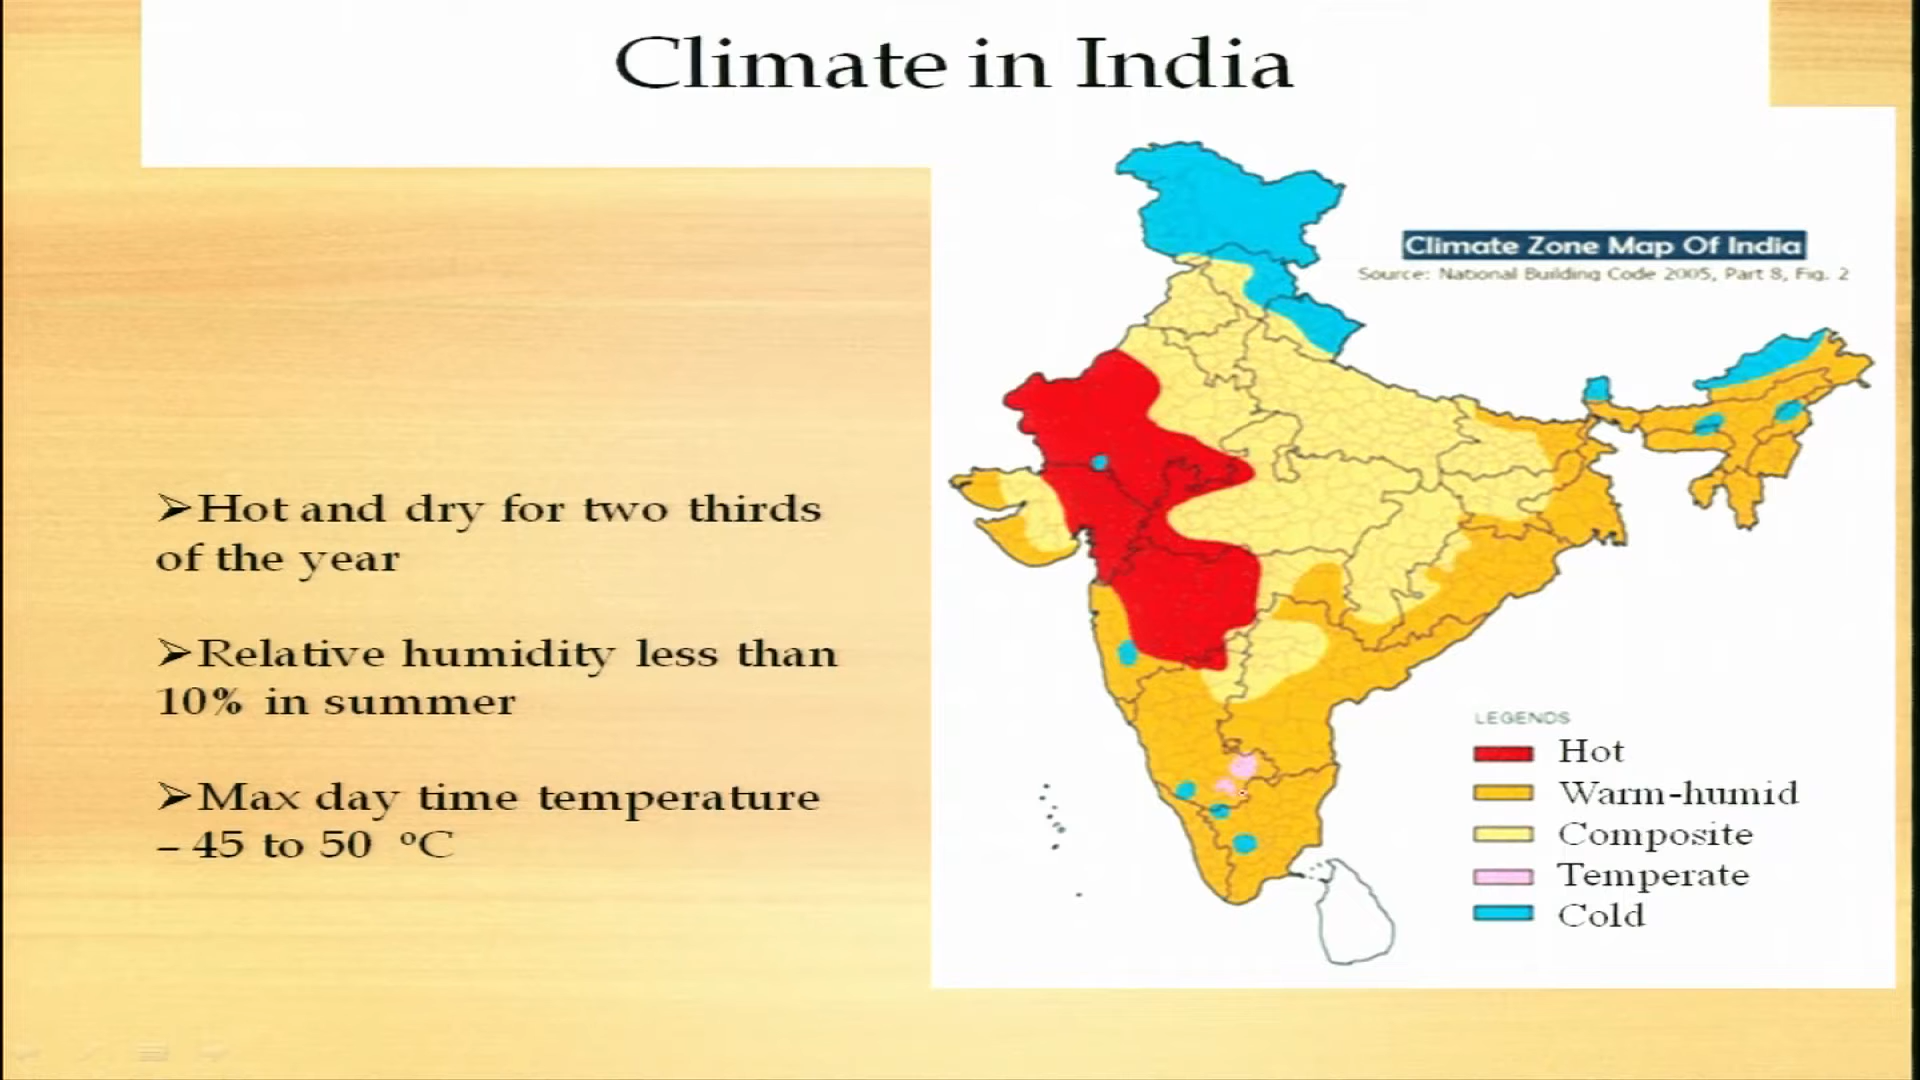 Climate in India
Climate Zone Map Of India
Source: National Building Code 2005, Part 8, Fig. 2
➢Hot and dry for two thirds
of the year
➢Relative humidity less than
10% in summer
➢Max day time temperature
– 45 to 50 ºC
LEGENDS
Hot
Warm-humid
Composite
Temperate
Cold